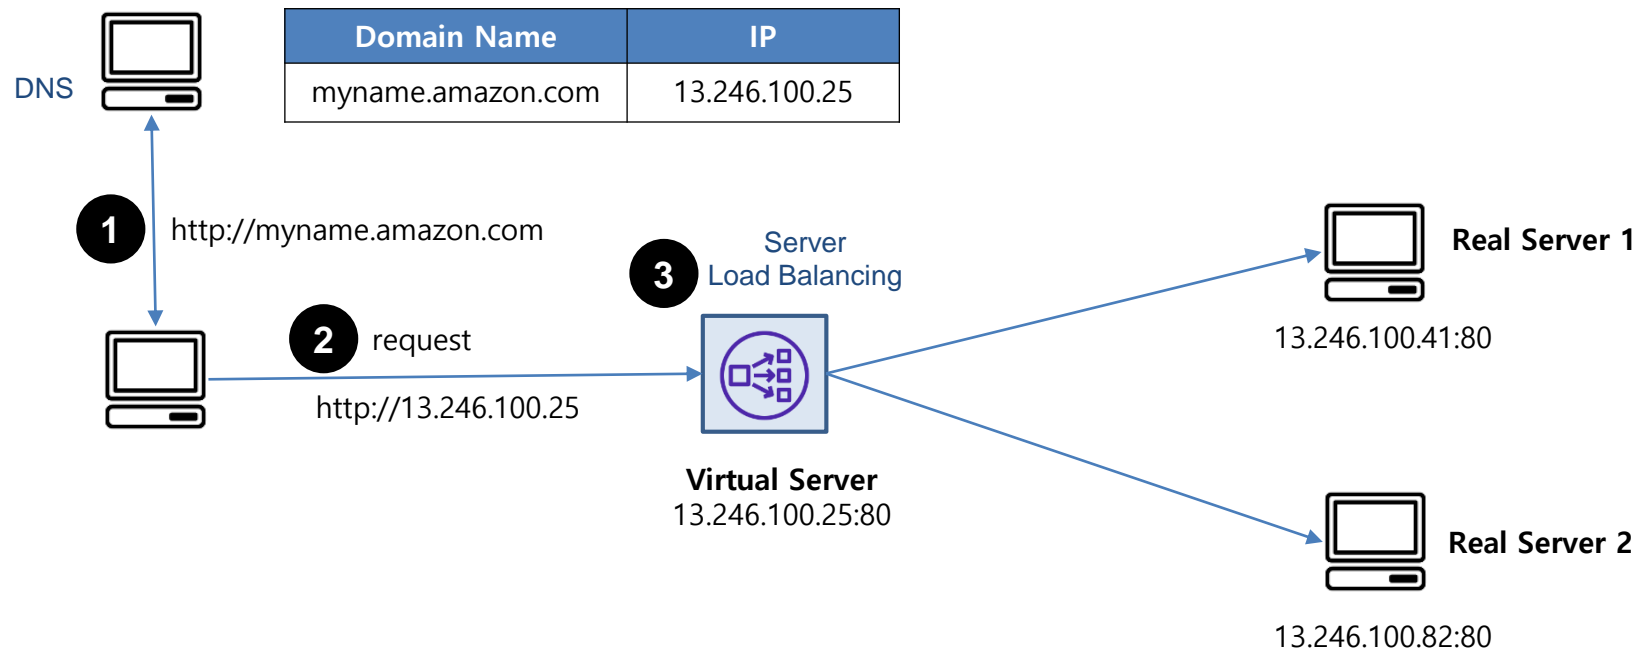 DNS
Domain Name IP
myname.amazon.com 13.246.100.25
1
http://myname.amazon.com
2
request
http://13.246.100.25
3
Server
Load Balancing
Virtual Server
13.246.100.25:80
Real Server 1
13.246.100.41:80
Real Server 2
13.246.100.82:80